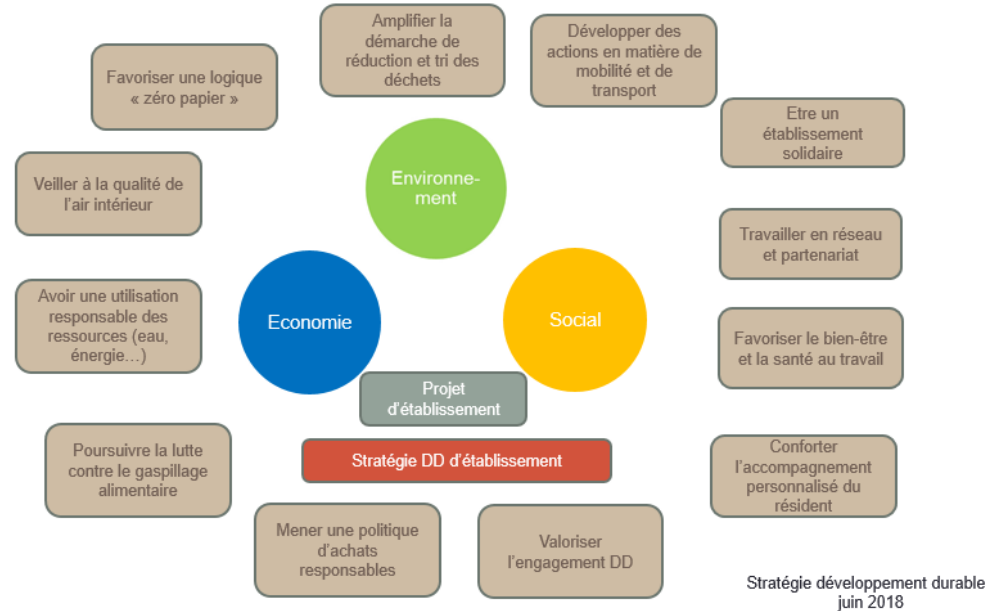 Amplifier la
démarche de
réduction et tri des
déchets
Développer des
actions en matière de
mobilité et de
transport
Favoriser une logique
« zéro papier »
Etre un
établissement
solidaire
Veiller à la qualité de
l'air intérieur
Environne-
ment
Travailler en réseau
et partenariat
Avoir une utilisation
responsable des
ressources (eau,
énergie…)
Economie
Social
Favoriser le bien-être
et la santé au travail
Projet
d'établissement
Poursuivre la lutte
contre le gaspillage
alimentaire
Stratégie DD d'établissement
Conforter
l'accompagnement
personnalisé du
résident
Mener une politique
d'achats
responsables
Valoriser
l'engagement DD
Stratégie développement durable
juin 2018